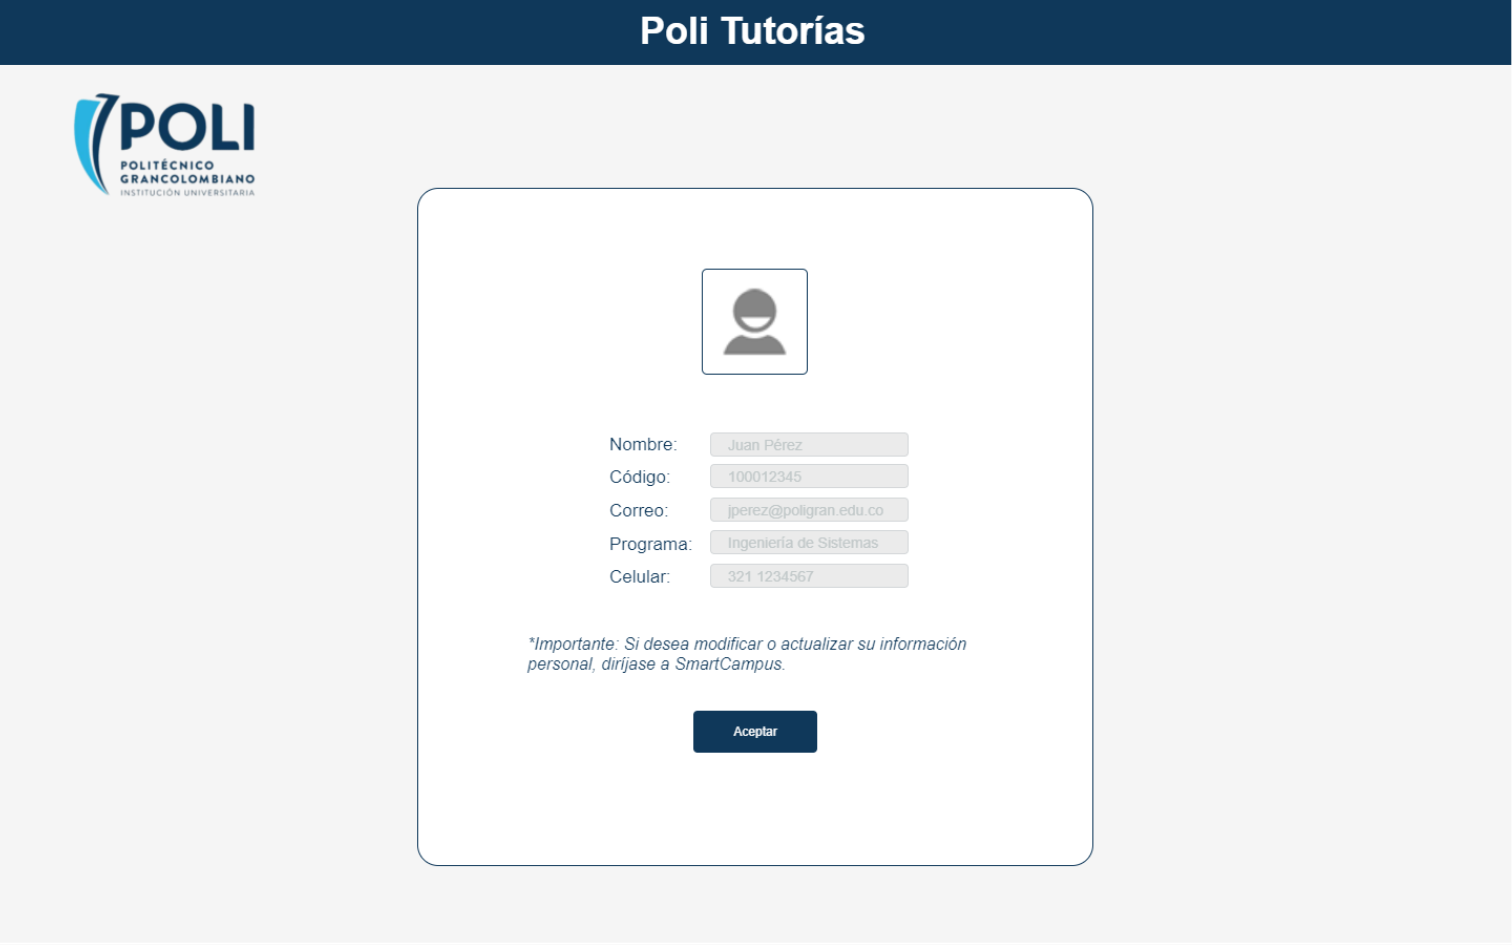 Poli Tutorías
POLI
POLITÉCNICO
GRANCOLOMBIANO
INSTITUCIÓN UNIVERSITARIA
Nombre: Juan Pérez
Código: 100012345
Correo: jperez@poligran.edu.co
Programa: Ingeniería de Sistemas
Celular: 321 1234567
*Importante: Si desea modificar o actualizar su información
personal, diríjase a SmartCampus.
Aceptar